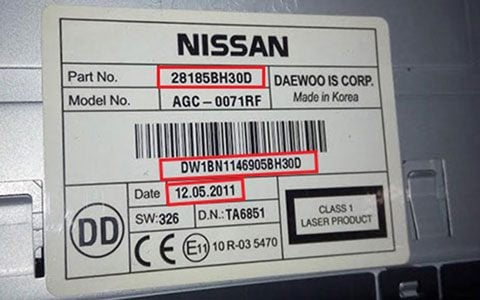 NISSAN
Part No. 28185BH30D DAEWOO IS CORP.
Model No. AGC-0071RF Made in Korea
DW1BN1146905BH30D
Date 12.05.2011
DD SW:326 D.N.: TA6851 CLASS 1
LASER PRODUCT
CE E11 10 R-03 5470